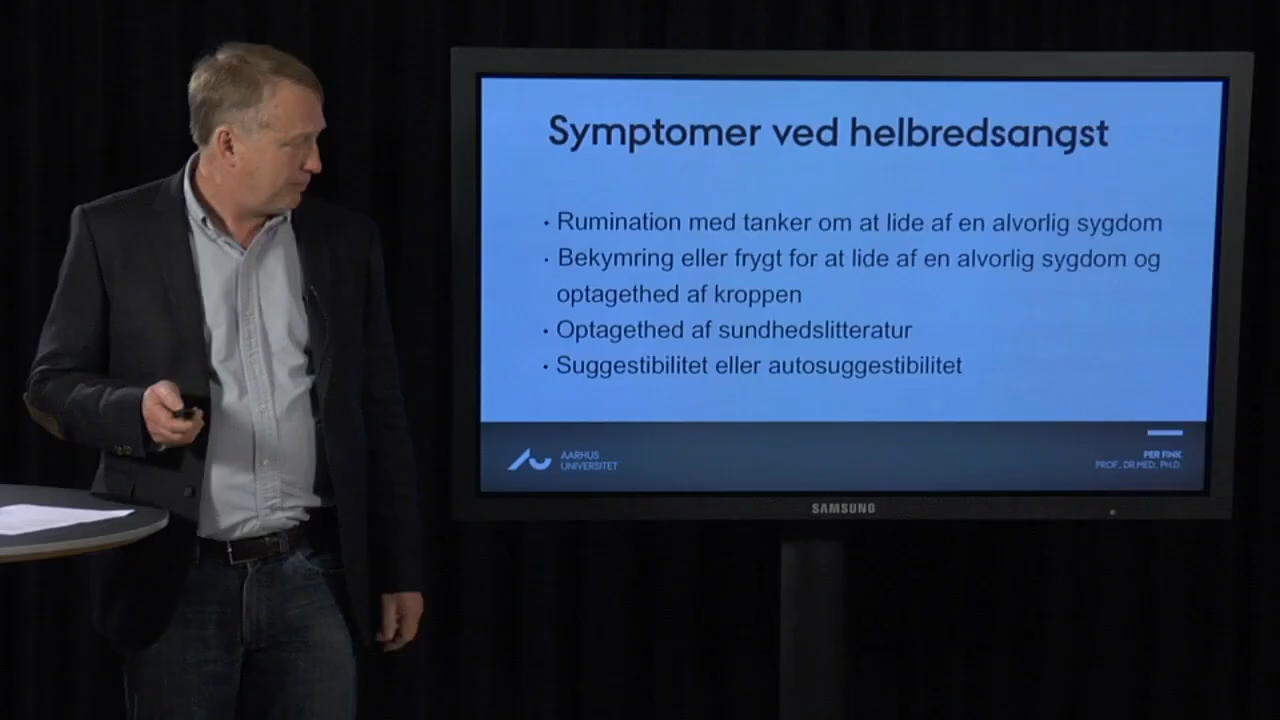 Symptomer ved helbredsangst
· Rumination med tanker om at lide af en alvorlig sygdom
· Bekymring eller frygt for at lide af en alvorlig sygdom og
optagethed af kroppen
· Optagethed af sundhedslitteratur
· Suggestibilitet eller autosuggestibilitet
AARHUS
UNIVERSITET
PER FINK
PROF., DR.MED., PH.D.
SAMSUNG